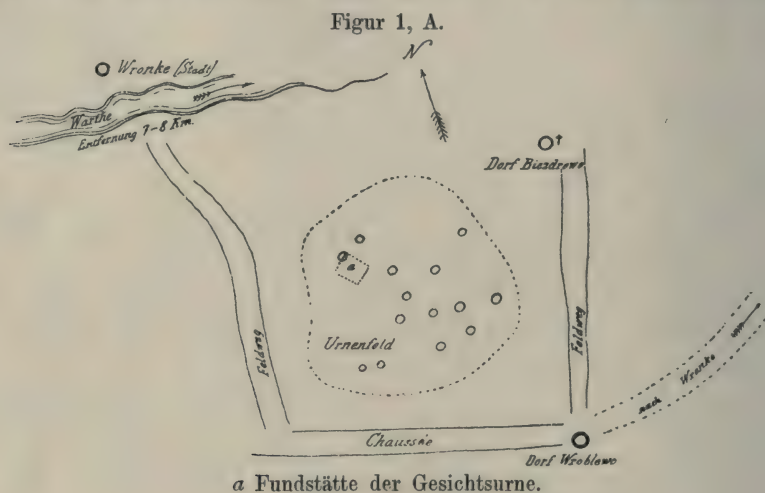 Figur 1, A.
N
Wronke (Stadt)
Warthe
Entfernung 7-8 Km.
†
Dorf Biezdrowo
a
Urnenfeld
Feldweg
Feldweg
nach Wronke
Chaussée
Dorf Wroblewo
a Fundstätte der Gesichtsurne.